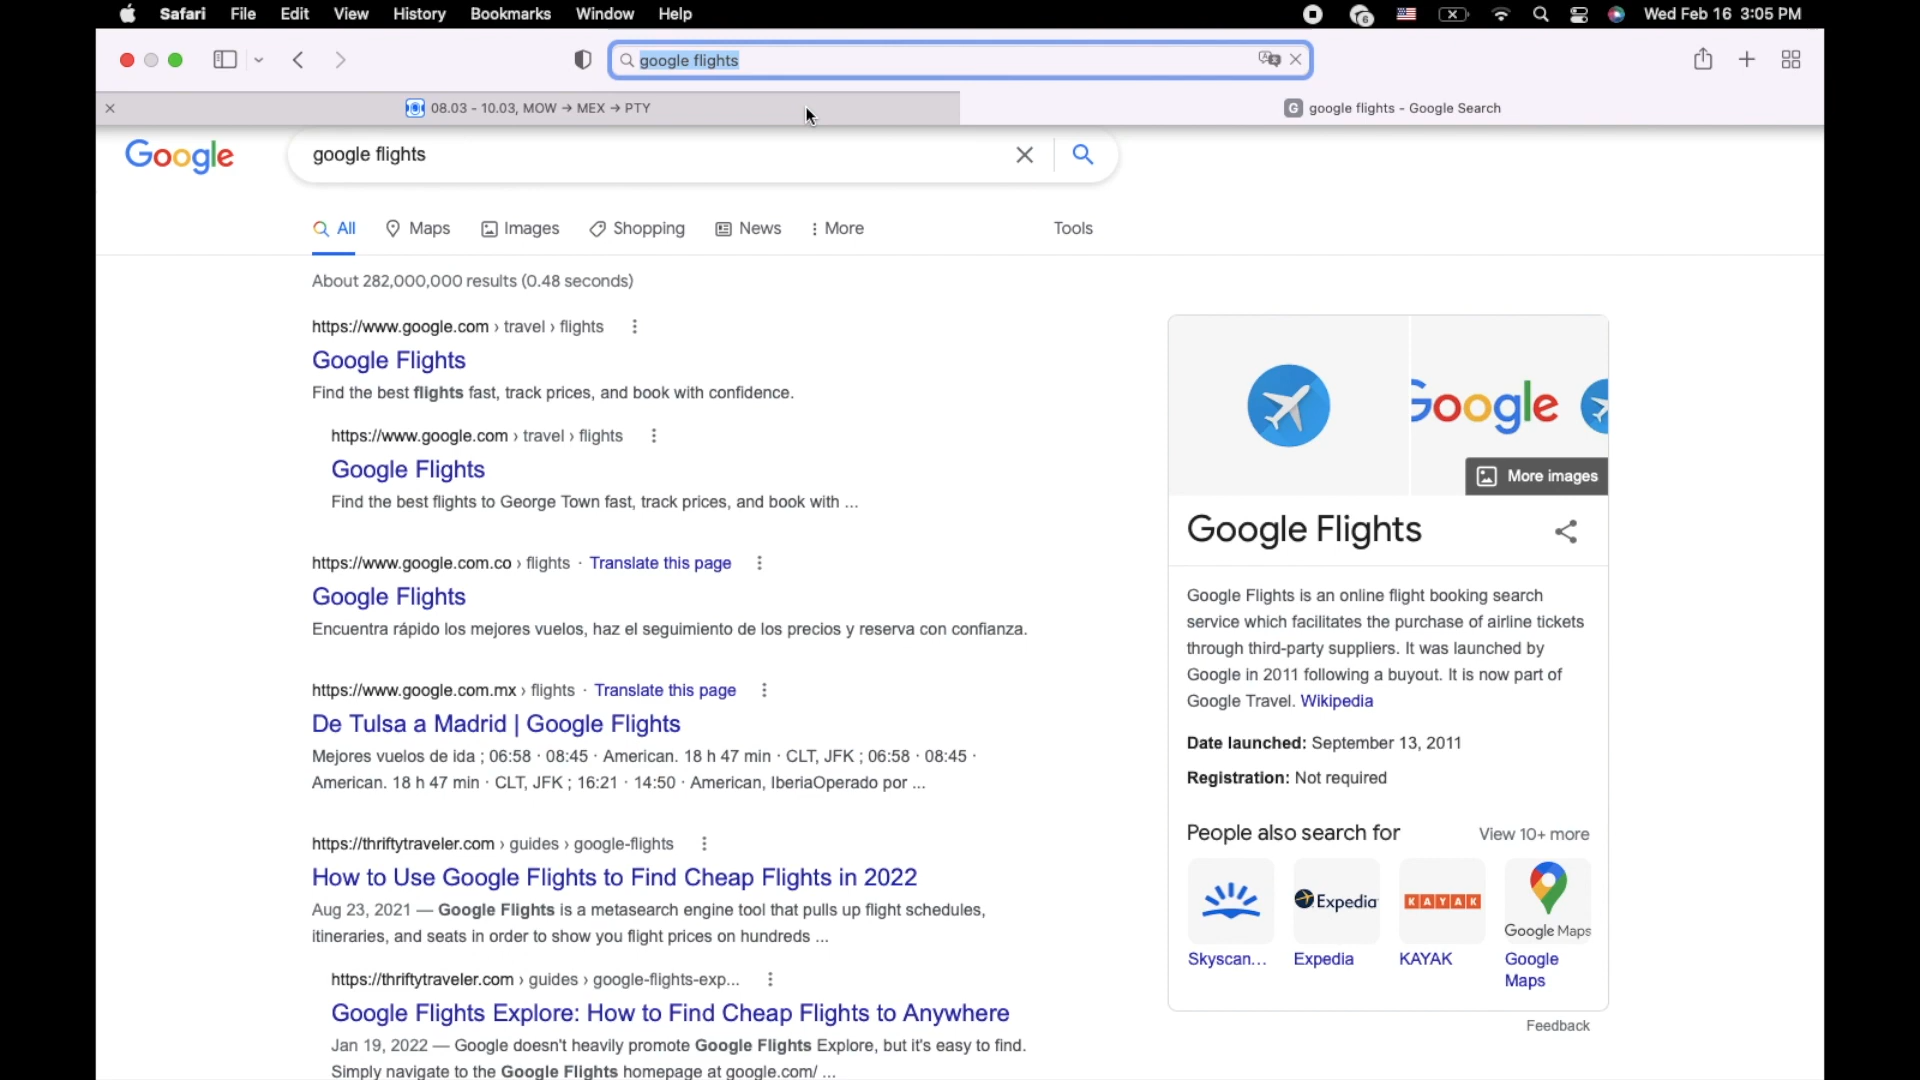 Safari File Edit View History Bookmarks Window Help
6
Wed Feb 16 3:05 PM
google flights
08.03 - 10.03, MOW → MEX → PTY
G google flights - Google Search
Google
google flights
All
Maps
Images
Shopping
News
More
Tools
About 282,000,000 results (0.48 seconds)
https://www.google.com › travel › flights
Google Flights
Find the best flights fast, track prices, and book with confidence.
https://www.google.com › travel › flights
Google Flights
Find the best flights to George Town fast, track prices, and book with ...
https://www.google.com.co › flights · Translate this page
Google Flights
Encuentra rápido los mejores vuelos, haz el seguimiento de los precios y reserva con confianza.
https://www.google.com.mx › flights · Translate this page
De Tulsa a Madrid | Google Flights
Mejores vuelos de ida ; 06:58 · 08:45 · American. 18 h 47 min · CLT, JFK ; 06:58 · 08:45 ·
American. 18 h 47 min · CLT, JFK ; 16:21 · 14:50 · American, IberiaOperado por ...
https://thriftytraveler.com › guides › google-flights
How to Use Google Flights to Find Cheap Flights in 2022
Aug 23, 2021 — Google Flights is a metasearch engine tool that pulls up flight schedules,
itineraries, and seats in order to show you flight prices on hundreds ...
https://thriftytraveler.com › guides › google-flights-exp...
Google Flights Explore: How to Find Cheap Flights to Anywhere
Jan 19, 2022 — Google doesn't heavily promote Google Flights Explore, but it's easy to find.
Simply navigate to the Google Flights homepage at google.com/ ...
Google
More images
Google Flights
Google Flights is an online flight booking search
service which facilitates the purchase of airline tickets
through third-party suppliers. It was launched by
Google in 2011 following a buyout. It is now part of
Google Travel. Wikipedia
Date launched: September 13, 2011
Registration: Not required
People also search for
View 10+ more
Expedia
KAYAK
Google Maps
Skyscan...
Expedia
KAYAK
Google
Maps
Feedback